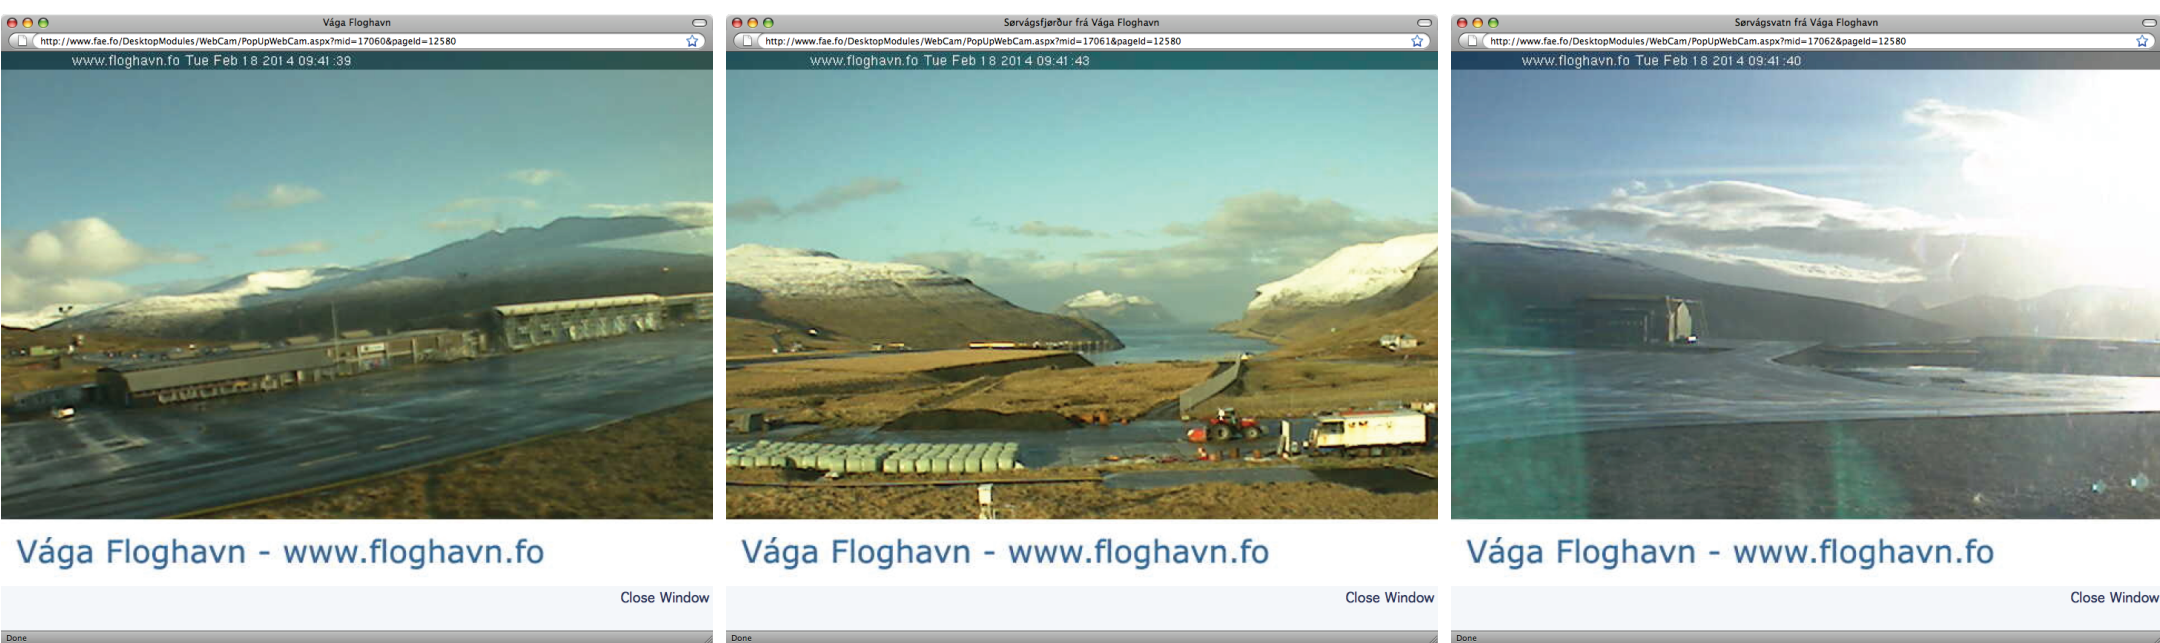 Vága Floghavn
http://www.fae.fo/DesktopModules/WebCam/PopUpWebCam.aspx?mid=17060&pageId=12580
www.floghavn.fo Tue Feb 18 2014 09:41:39
Vága Floghavn - www.floghavn.fo
Close Window
Done
Sørvágsfjørður frá Vága Floghavn
http://www.fae.fo/DesktopModules/WebCam/PopUpWebCam.aspx?mid=17061&pageId=12580
www.floghavn.fo Tue Feb 18 2014 09:41:43
Vága Floghavn - www.floghavn.fo
Close Window
Done
Sørvágsvatn frá Vága Floghavn
http://www.fae.fo/DesktopModules/WebCam/PopUpWebCam.aspx?mid=17062&pageId=12580
www.floghavn.fo Tue Feb 18 2014 09:41:40
Vága Floghavn - www.floghavn.fo
Close Window
Done